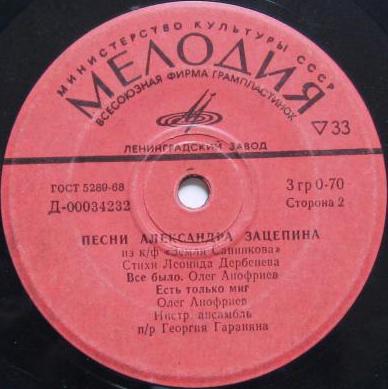 МИНИСТЕРСТВО КУЛЬТУРЫ СССР
МЕЛОДИЯ
ВСЕСОЮЗНАЯ ФИРМА ГРАМПЛАСТИНОК
▽33
ЛЕНИНГРАДСКИЙ ЗАВОД
ГОСТ 5289-68
3 гр 0-70
Д-00034232
Сторона 2
ПЕСНИ АЛЕКСАНДРА ЗАЦЕПИНА
из к/ф «Земля Санникова»
Стихи Леонида Дербенева
Все было. Олег Анофриев
Есть только миг
Олег Анофриев
Инстр. ансамбль
п/р Георгия Гараняна